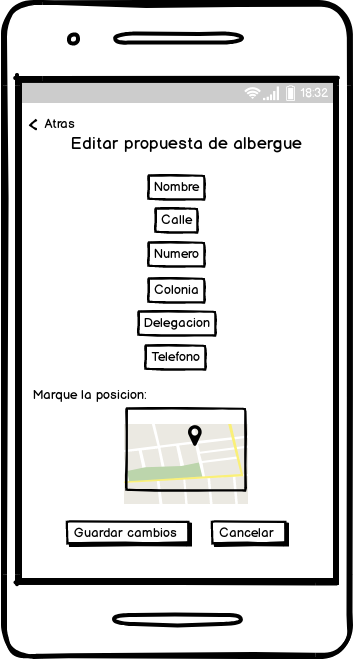 18:32
Atras
Editar propuesta de albergue
Nombre
Calle
Numero
Colonia
Delegacion
Telefono
Marque la posicion:
Guardar cambios
Cancelar